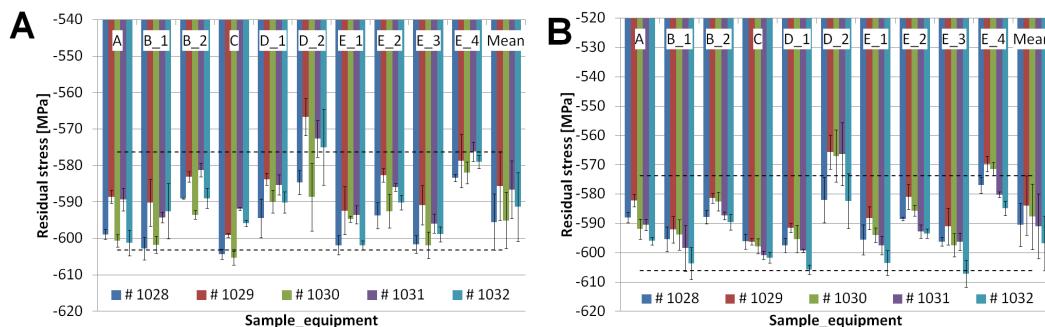 A
-540
-550
-560
-570
-580
-590
-600
-610
-620
Residual stress [MPa]
A B_1 B_2 C D_1 D_2 E_1 E_2 E_3 E_4 Mean
# 1028 # 1029 # 1030 # 1031 # 1032
Sample_equipment
B
-520
-530
-540
-550
-560
-570
-580
-590
-600
-610
-620
Residual stress [MPa]
A B_1 B_2 C D_1 D_2 E_1 E_2 E_3 E_4 Mean
# 1028 # 1029 # 1030 # 1031 # 1032
Sample_equipment